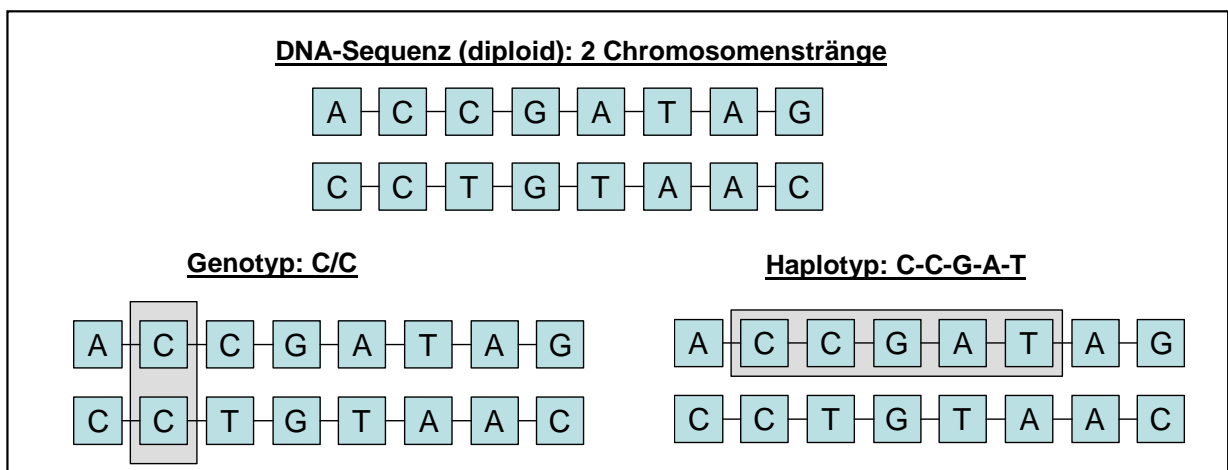 DNA-Sequenz (diploid): 2 Chromosomenstränge
A C C G A T A G
C C T G T A A C
Genotyp: C/C
A C C G A T A G
C C T G T A A C
Haplotyp: C-C-G-A-T
A C C G A T A G
C C T G T A A C